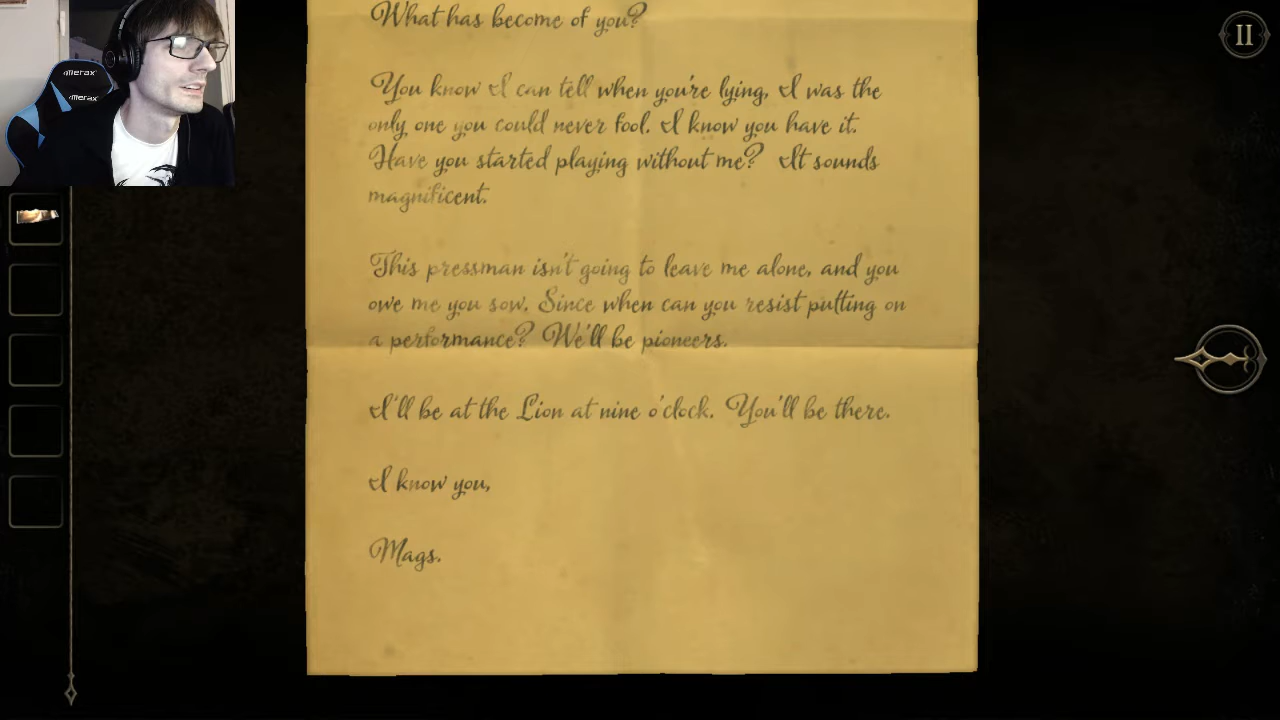 What has become of you?
You know I can tell when you're lying, I was the
only one you could never fool. I know you have it.
Have you started playing without me? It sounds
magnificent.
This pressman isn't going to leave me alone, and you
owe me you sow. Since when can you resist putting on
a performance? We'll be pioneers.
I'll be at the Lion at nine o'clock. You'll be there.
I know you,
Mags.
merax
merax
II